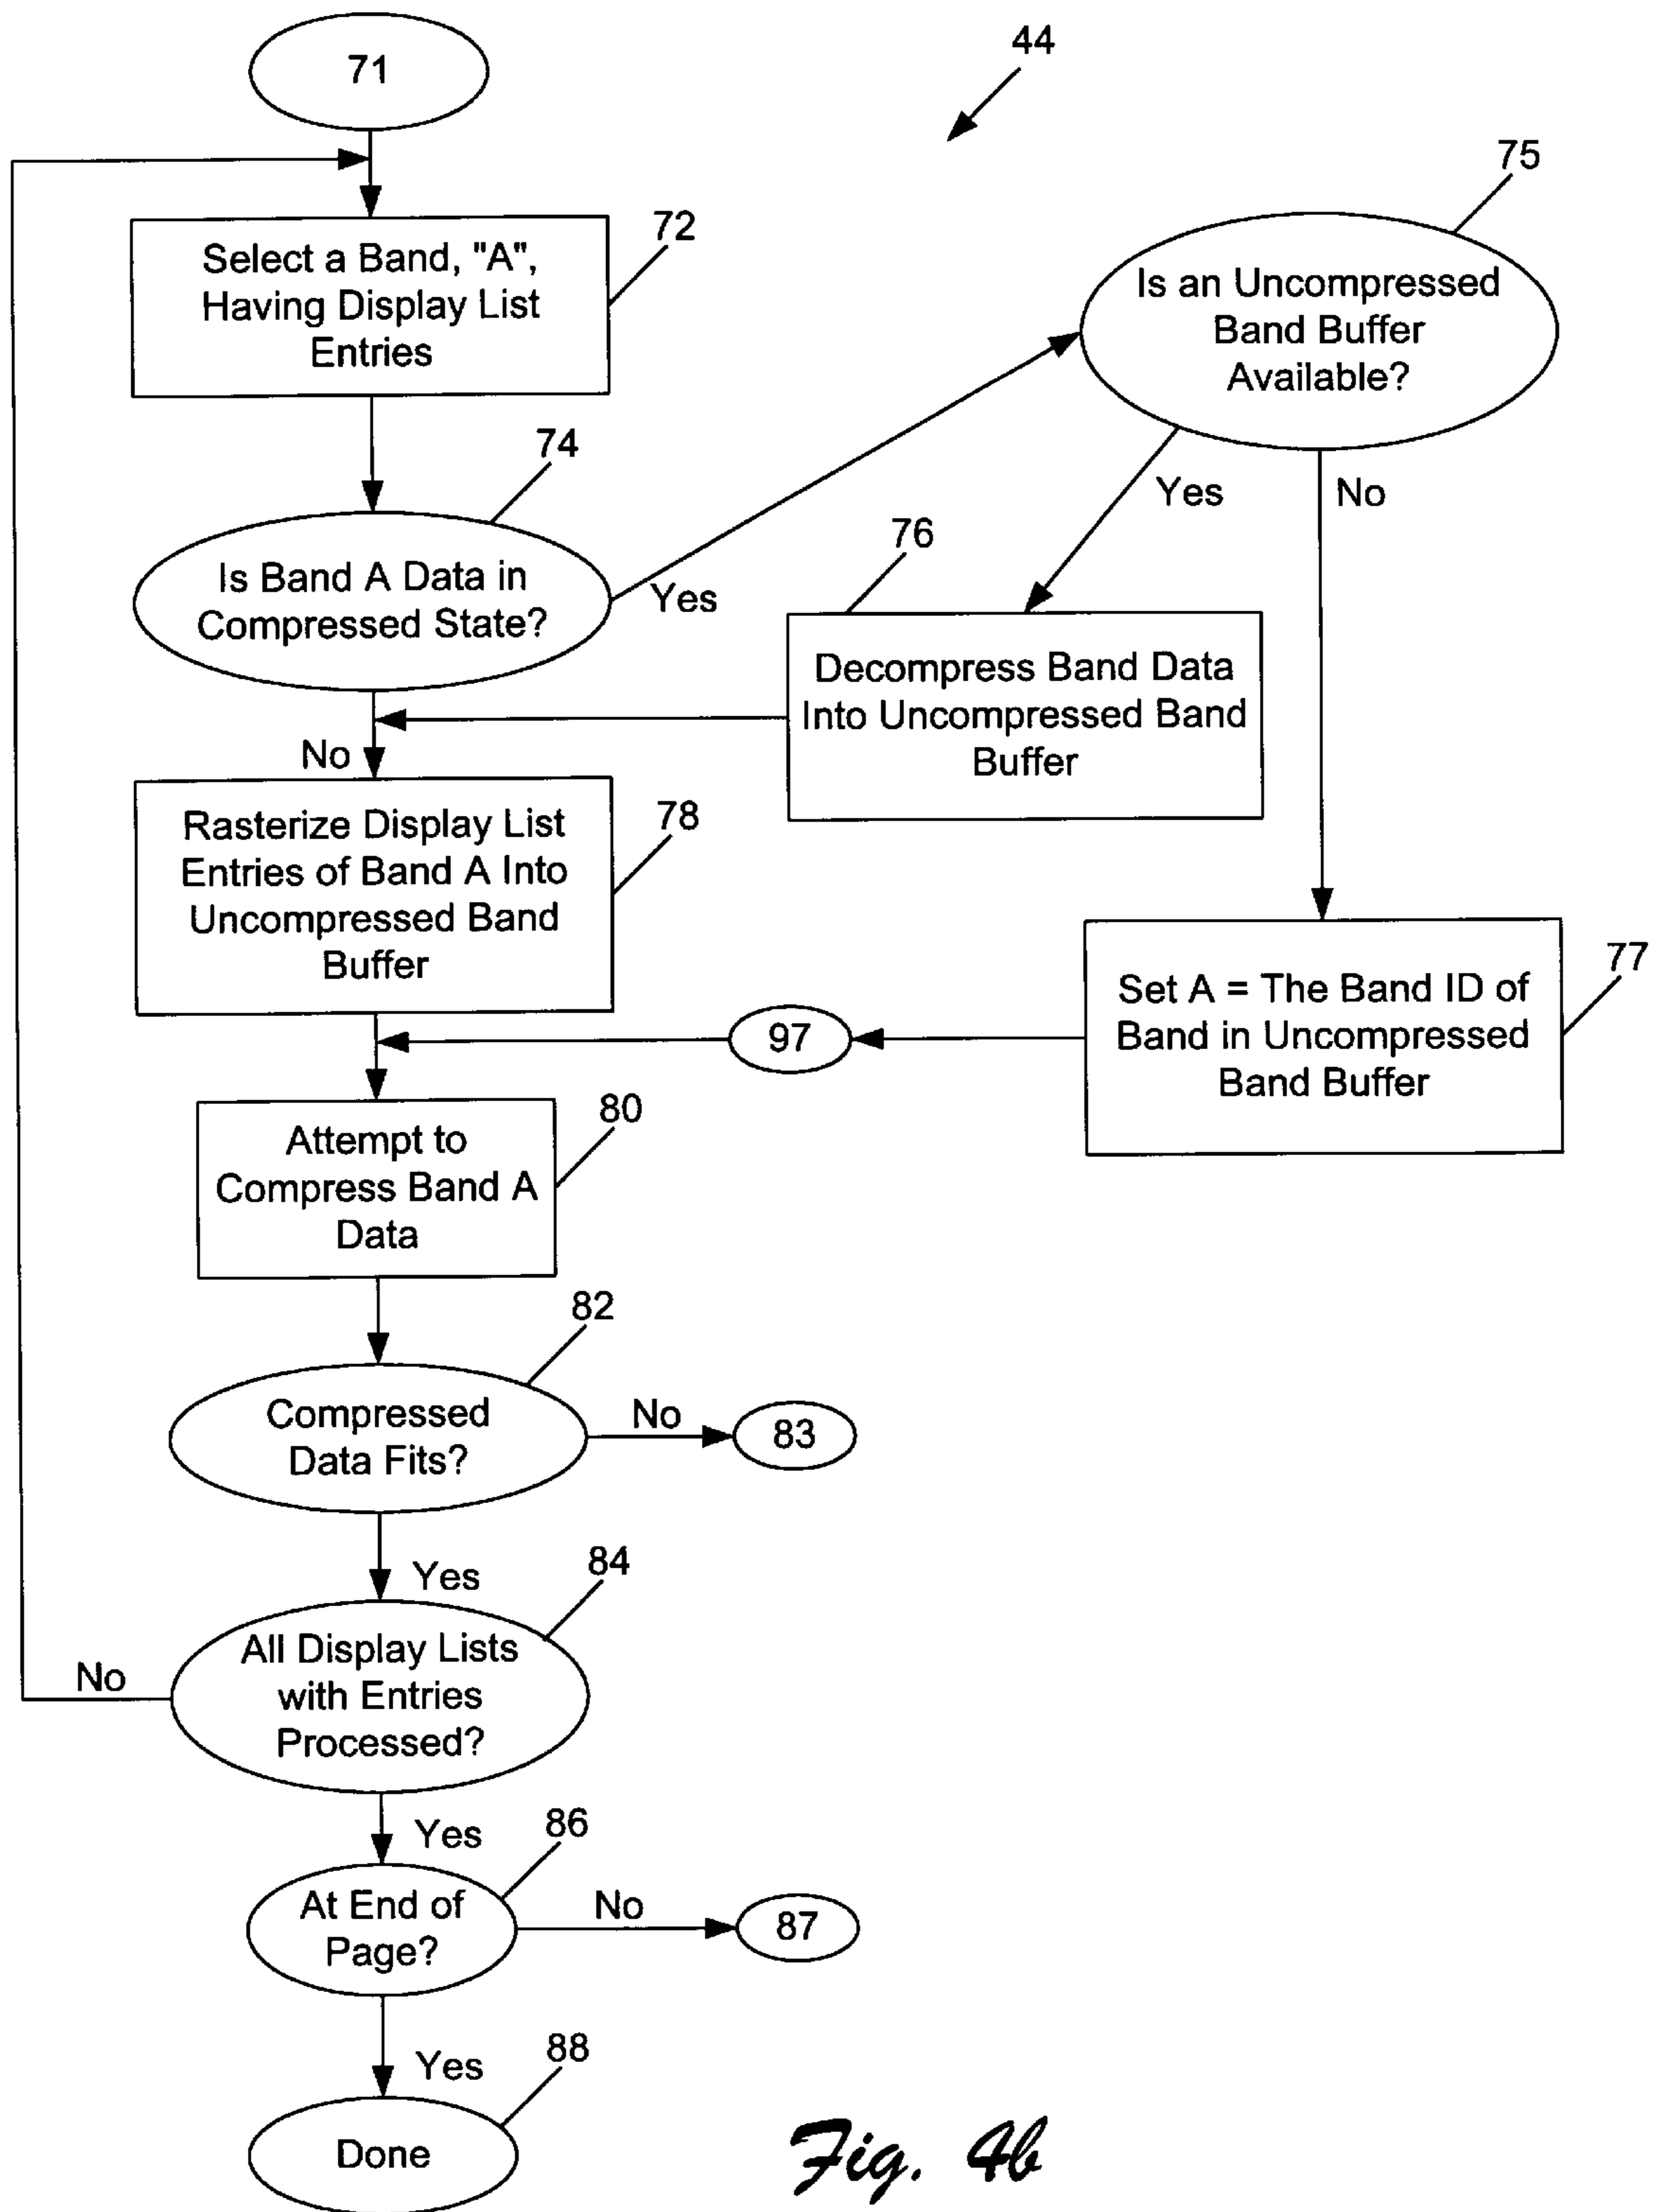 71
44
75
72
Select a Band, "A",
Having Display List
Entries
Is an Uncompressed
Band Buffer
Available?
74
Yes
No
76
Is Band A Data in
Compressed State?
Yes
Decompress Band Data
Into Uncompressed Band
Buffer
No
78
Rasterize Display List
Entries of Band A Into
Uncompressed Band
Buffer
77
Set A = The Band ID of
Band in Uncompressed
Band Buffer
97
80
Attempt to
Compress Band A
Data
82
Compressed
Data Fits?
No
83
Yes
84
All Display Lists
with Entries
Processed?
No
Yes
86
At End of
Page?
No
87
Yes
88
Done
Fig. 4b